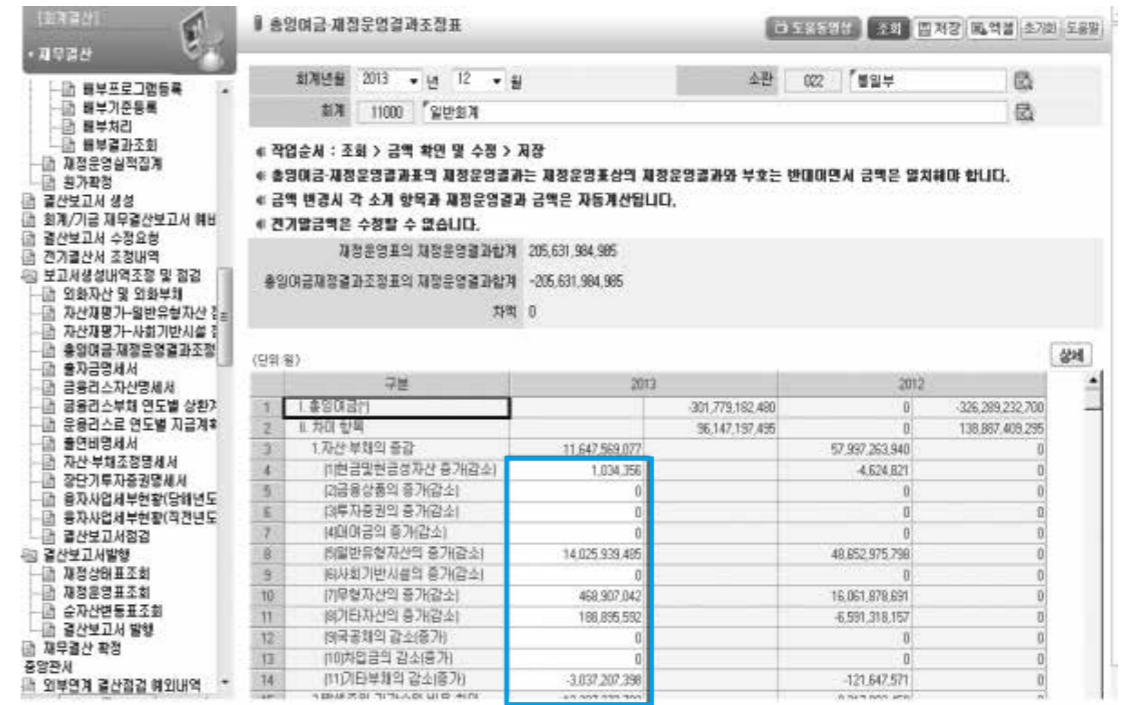 [회계결산]
• 재무결산
배부프로그램등록
배부기준등록
배부처리
배부결과조회
재정운영실적집계
원가확정
결산보고서 생성
회계/기금 재무결산보고서 예비
결산보고서 수정요청
전기결산서 조정내역
보고서생성내역조정 및 점검
외화자산 및 외화부채
자산재평가-일반유형자산
자산재평가-사회기반시설
총잉여금·재정운영결과조정
출자금명세서
금융리스자산명세서
금융리스부채 연도별 상환가
운용리스료 연도별 지급계획
출연비명세서
자산·부채조정명세서
장단기투자증권명세서
융자사업세부현황(당해년도
융자사업세부현황(직전년도
결산보고서점검
결산보고서발행
재정상태표조회
재정운영표조회
순자산변동표조회
결산보고서 발행
재무결산 확정
중앙관서
외부연계 결산점검 예외내역
총잉여금·재정운영결과조정표
도움동영상 조회 저장 엑셀 초기화 도움말
회계년월 2013 년 12 월 소관 022 통일부
회계 11000 일반회계
작업순서 : 조회 > 금액 확인 및 수정 > 저장
총잉여금·재정운영결과표의 재정운영결과는 재정운영표상의 재정운영결과와 부호는 반대이면서 금액은 일치해야 합니다.
금액 변경시 각 소계 항목과 재정운영결과 금액은 자동계산됩니다.
전기말금액은 수정할 수 없습니다.
재정운영표의 재정운영결과합계 205,631,984,985
총잉여금재정결과조정표의 재정운영결과합계 -205,631,984,985
차액 0
(단위:원) 상세
구분 2013 2012
1 I. 총잉여금(*) -301,779,182,480 0 -326,289,232,700
2 II. 차이 항목 96,147,197,495 0 138,887,409,295
3 1.자산·부채의 증감 11,647,569,077 57,997,263,940 0
4 (1)현금및현금성자산 증가(감소) 1,034,356 -4,624,821 0
5 (2)금융상품의 증가(감소) 0 0 0
6 (3)투자증권의 증가(감소) 0 0 0
7 (4)대여금의 증가(감소) 0 0 0
8 (5)일반유형자산의 증가(감소) 14,025,939,485 48,652,975,798 0
9 (6)사회기반시설의 증가(감소) 0 0 0
10 (7)무형자산의 증가(감소) 468,907,042 16,061,878,691 0
11 (8)기타자산의 증가(감소) 188,895,592 -6,591,318,157 0
12 (9)국공채의 감소(증가) 0 0 0
13 (10)차입금의 감소(증가) 0 0 0
14 (11)기타부채의 감소(증가) -3,037,207,398 -121,647,571 0